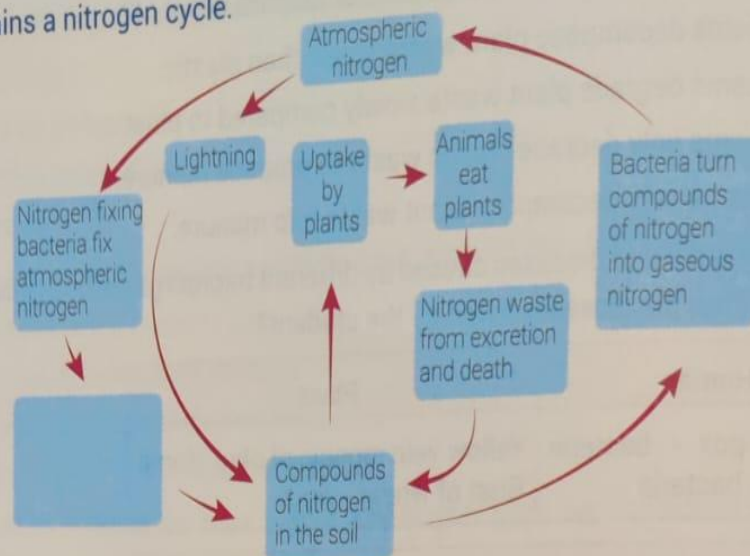 ins a nitrogen cycle.
Atmospheric
nitrogen
Lightning
Uptake
by
plants
Animals
eat
plants
Bacteria turn
compounds
of nitrogen
into gaseous
nitrogen
Nitrogen fixing
bacteria fix
atmospheric
nitrogen
Nitrogen waste
from excretion
and death
Compounds
of nitrogen
in the soil